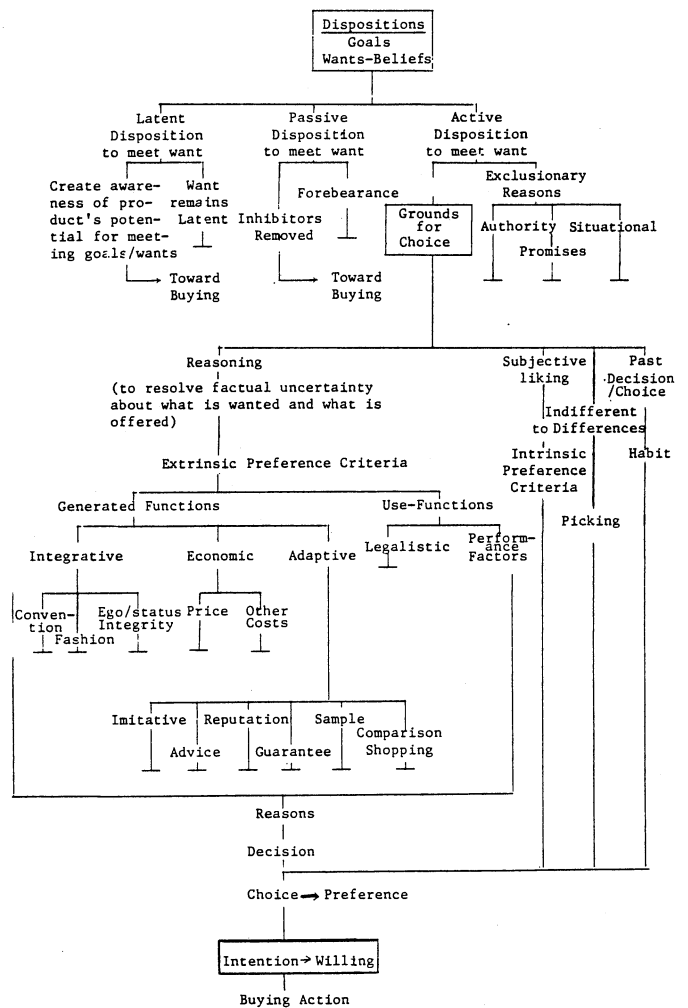 Dispositions
Goals
Wants-Beliefs
Latent
Disposition
to meet want
Passive
Disposition
to meet want
Active
Disposition
to meet want
Create aware-
ness of pro-
duct's poten-
tial for meet-
ing goals/wants
Want
remains
Latent
Inhibitors
Removed
Forebearance
Grounds
for
Choice
Exclusionary
Reasons
Authority
Promises
Situational
Toward
Buying
Toward
Buying
Reasoning
(to resolve factual uncertainty
about what is wanted and what is
offered)
Subjective
liking
Indifferent
to Differences
Past
Decision
/Choice
Extrinsic Preference Criteria
Intrinsic
Preference
Criteria
Picking
Habit
Generated Functions
Use-Functions
Integrative
Economic
Adaptive
Legalistic
Perform-
ance
Factors
Conven-
tion
Fashion
Ego/status
Integrity
Price
Other
Costs
Imitative
Advice
Reputation
Guarantee
Sample
Comparison
Shopping
Reasons
Decision
Choice → Preference
Intention → Willing
Buying Action